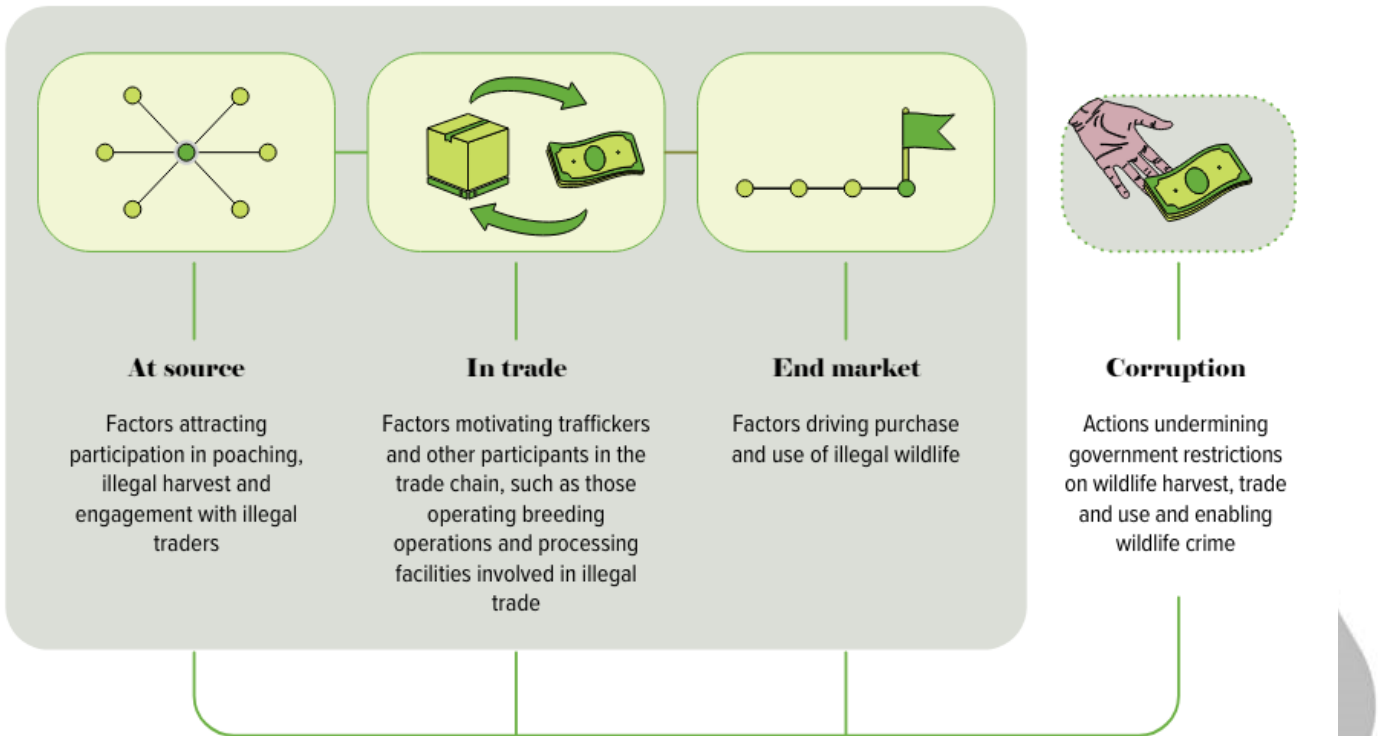 At source
Factors attracting
participation in poaching,
illegal harvest and
engagement with illegal
traders
In trade
Factors motivating traffickers
and other participants in the
trade chain, such as those
operating breeding
operations and processing
facilities involved in illegal
trade
End market
Factors driving purchase
and use of illegal wildlife
Corruption
Actions undermining
government restrictions
on wildlife harvest, trade
and use and enabling
wildlife crime